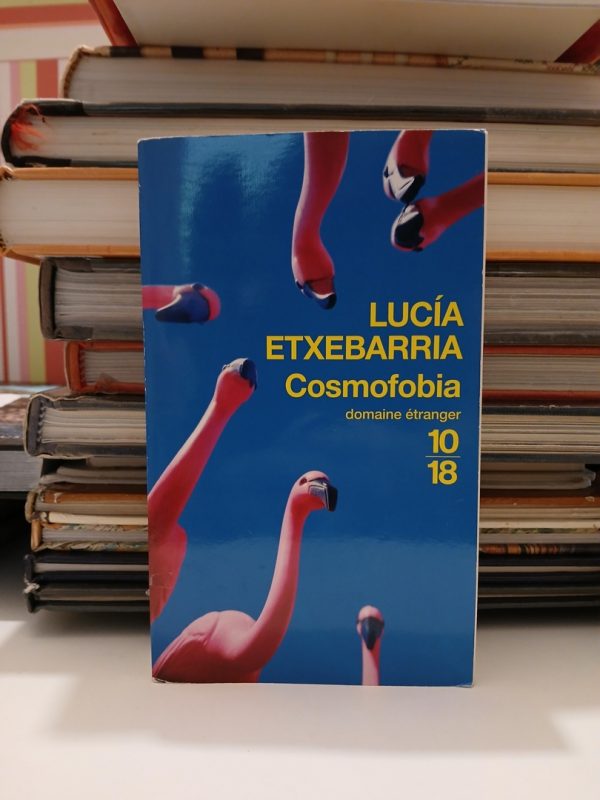 LUCÍA
ETXEBARRIA
Cosmofobia
domaine étranger
10
18